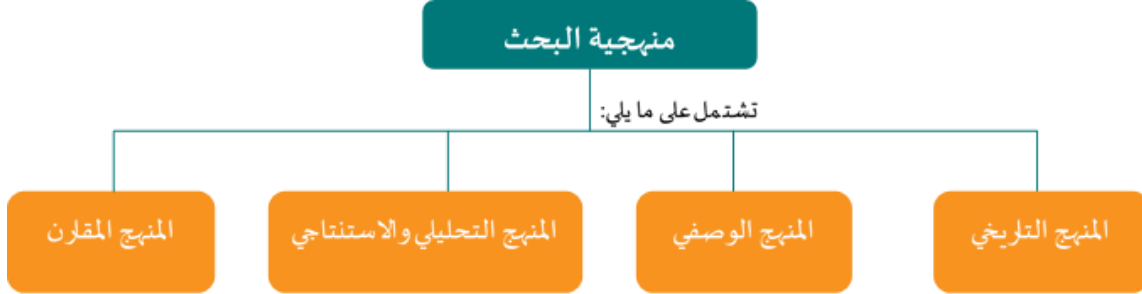 منهجية البحث
تشتمل على ما يلي:
المنهج التاريخي
المنهج الوصفي
المنهج التحليلي والاستنتاجي
المنهج المقارن